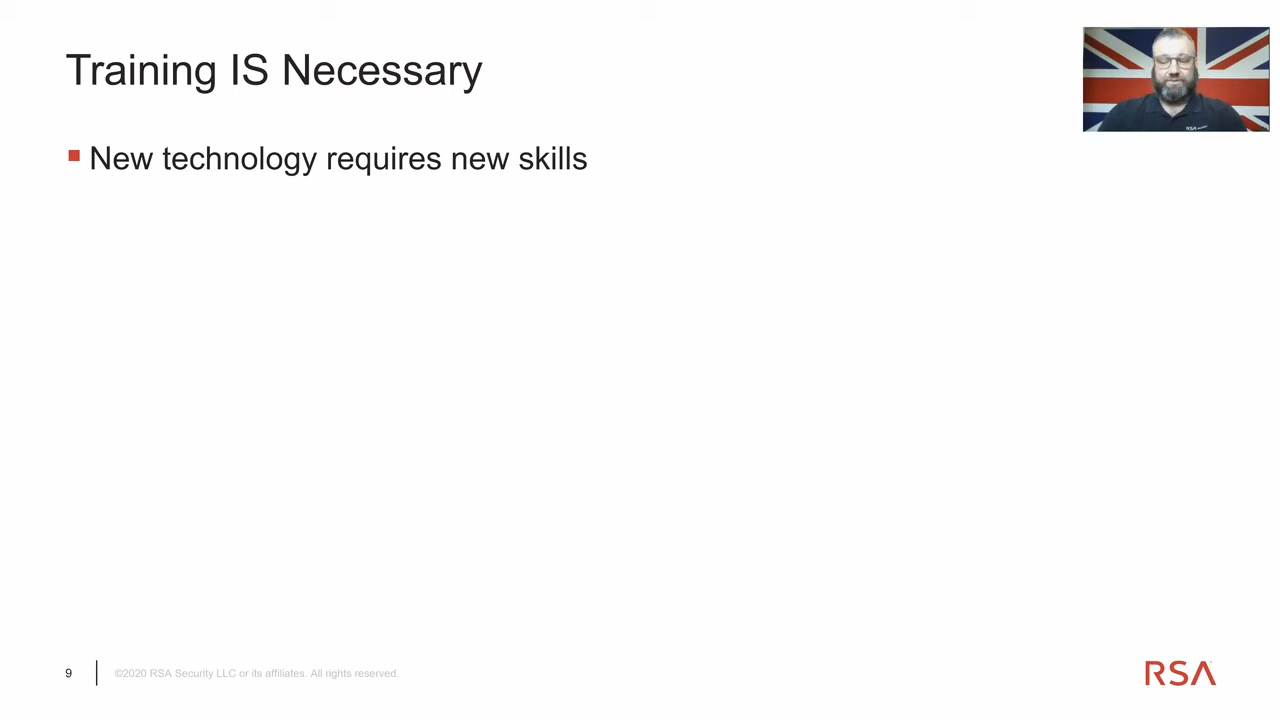 Training IS Necessary
New technology requires new skills
9
©2020 RSA Security LLC or its affiliates. All rights reserved.
RSA
RSA